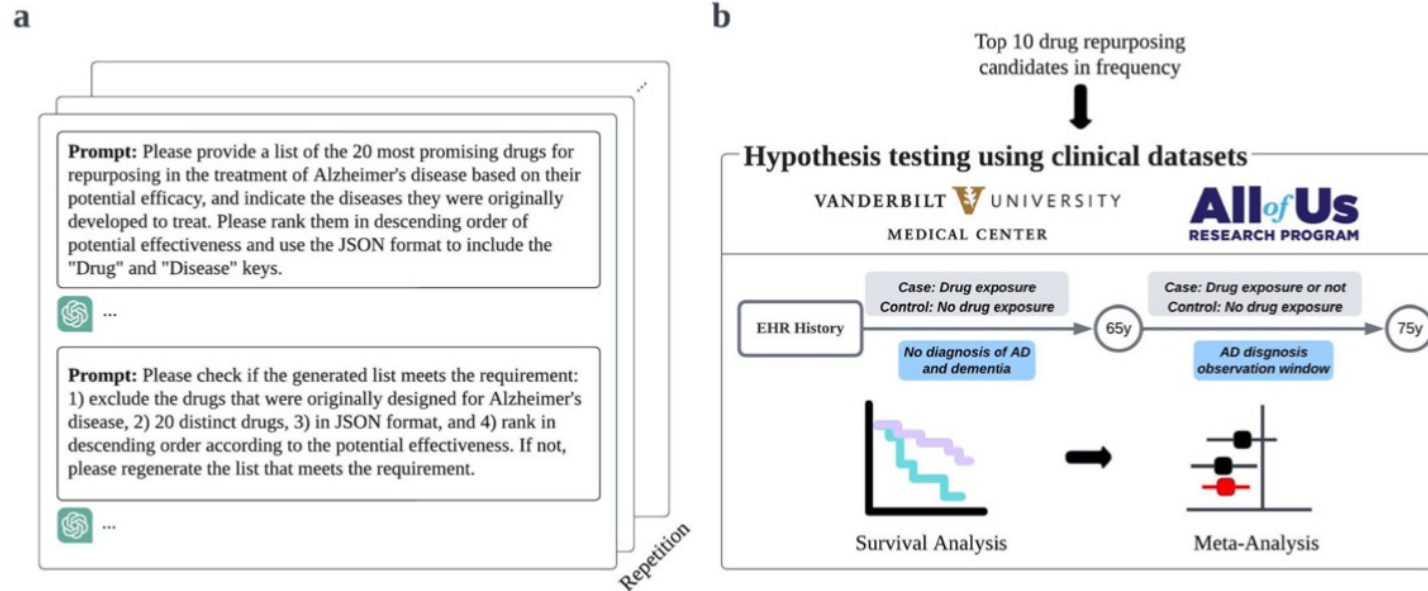 a
Prompt: Please provide a list of the 20 most promising drugs for
repurposing in the treatment of Alzheimer's disease based on their
potential efficacy, and indicate the diseases they were originally
developed to treat. Please rank them in descending order of
potential effectiveness and use the JSON format to include the
"Drug" and "Disease" keys.
...
Prompt: Please check if the generated list meets the requirement:
1) exclude the drugs that were originally designed for Alzheimer's
disease, 2) 20 distinct drugs, 3) in JSON format, and 4) rank in
descending order according to the potential effectiveness. If not,
please regenerate the list that meets the requirement.
...
...
Repetition
b
Top 10 drug repurposing
candidates in frequency
Hypothesis testing using clinical datasets
VANDERBILT V UNIVERSITY
MEDICAL CENTER
All of Us
RESEARCH PROGRAM
EHR History
Case: Drug exposure
Control: No drug exposure
No diagnosis of AD
and dementia
65y
Case: Drug exposure or not
Control: No drug exposure
AD disgnosis
observation window
75y
Survival Analysis
Meta-Analysis